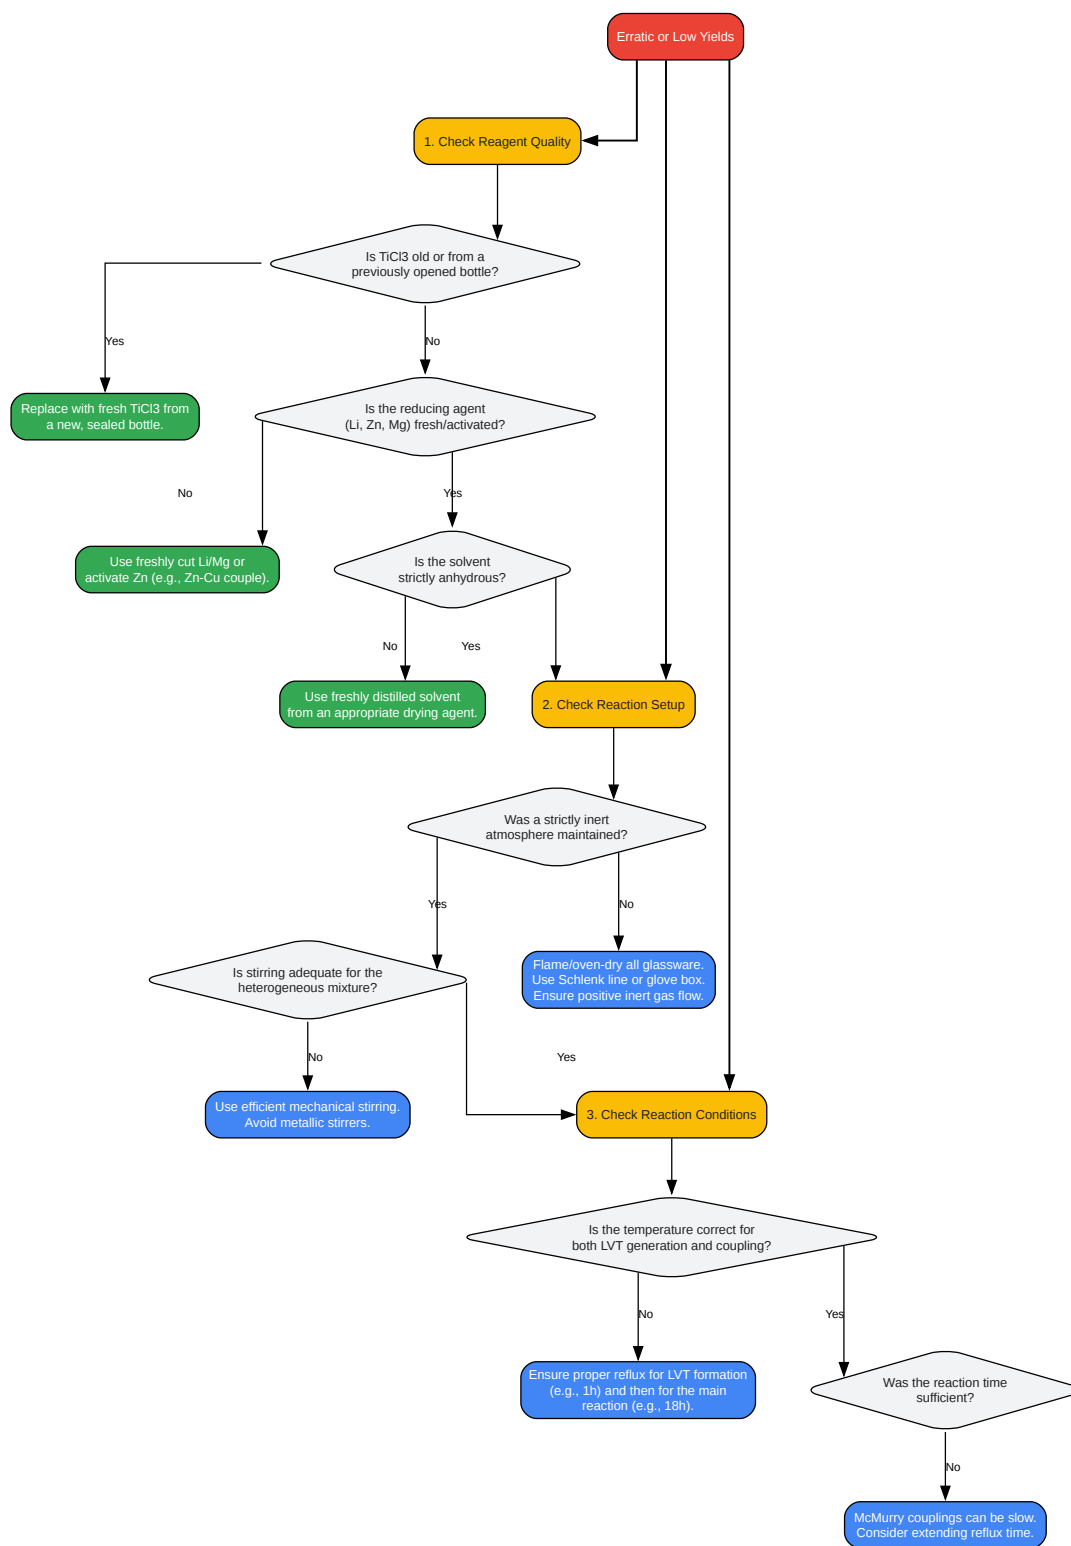 Erratic or Low Yields
1. Check Reagent Quality
Is TiCl3 old or from a
previously opened bottle?
Yes
No
Replace with fresh TiCl3 from
a new, sealed bottle.
Is the reducing agent
(Li, Zn, Mg) fresh/activated?
No
Yes
Use freshly cut Li/Mg or
activate Zn (e.g., Zn-Cu couple).
Is the solvent
strictly anhydrous?
No
Yes
Use freshly distilled solvent
from an appropriate drying agent.
2. Check Reaction Setup
Was a strictly inert
atmosphere maintained?
Yes
No
Is stirring adequate for the
heterogeneous mixture?
Flame/oven-dry all glassware.
Use Schlenk line or glove box.
Ensure positive inert gas flow.
No
Yes
Use efficient mechanical stirring.
Avoid metallic stirrers.
3. Check Reaction Conditions
Is the temperature correct for
both LVT generation and coupling?
No
Yes
Ensure proper reflux for LVT formation
(e.g., 1h) and then for the main
reaction (e.g., 18h).
Was the reaction time
sufficient?
No
McMurry couplings can be slow.
Consider extending reflux time.